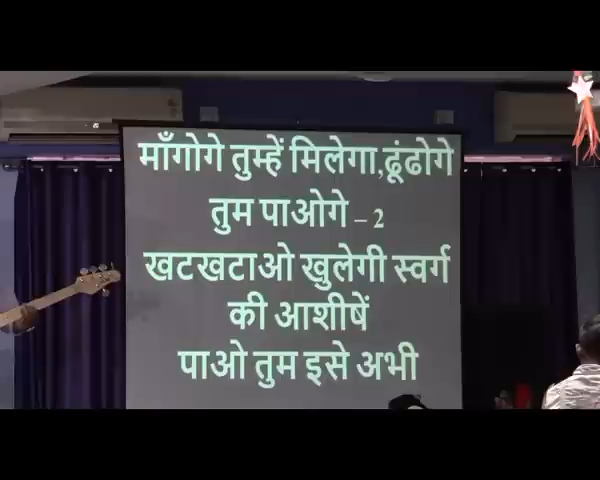 माँगोगे तुम्हें मिलेगा,ढूंढोगे
तुम पाओगे – 2
खटखटाओ खुलेगी स्वर्ग
की आशीषें
पाओ तुम इसे अभी